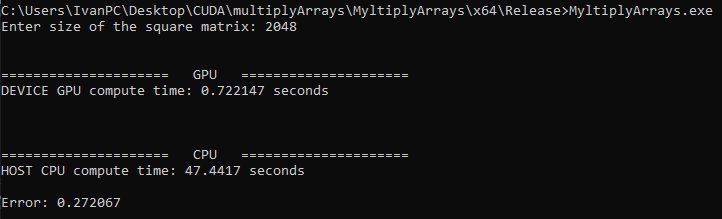 C:\Users\IvanPC\Desktop\CUDA\multiplyArrays\MyltiplyArrays\x64\Release>MyltiplyArrays.exe
Enter size of the square matrix: 2048
===================== GPU =====================
DEVICE GPU compute time: 0.722147 seconds
===================== CPU =====================
HOST CPU compute time: 47.4417 seconds
Error: 0.272067